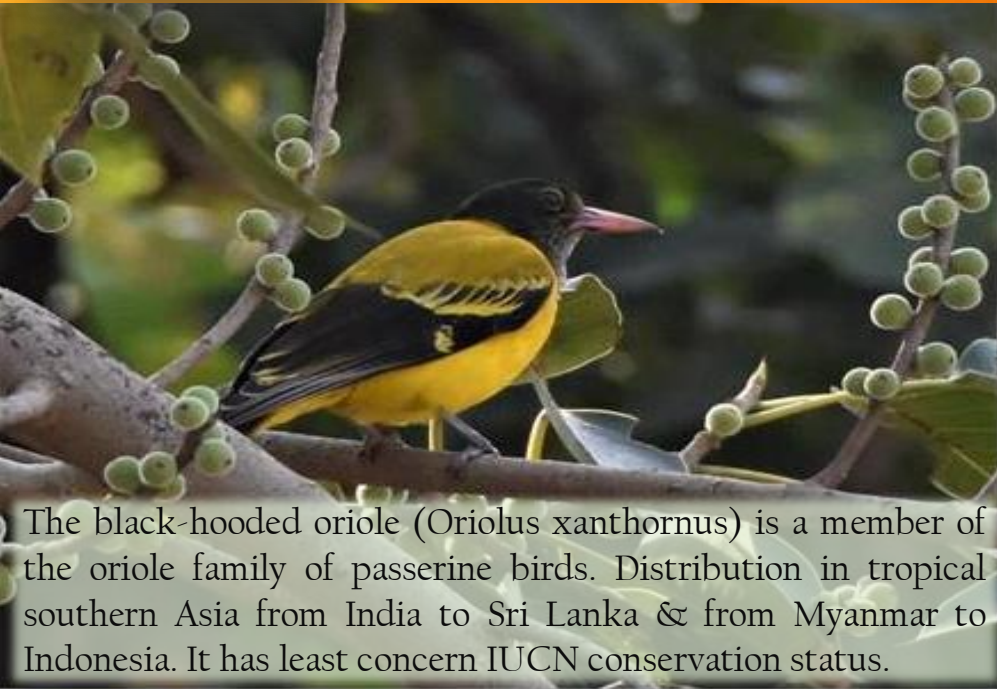 The black-hooded oriole (Oriolus xanthornus) is a member of
the oriole family of passerine birds. Distribution in tropical
southern Asia from India to Sri Lanka & from Myanmar to
Indonesia. It has least concern IUCN conservation status.